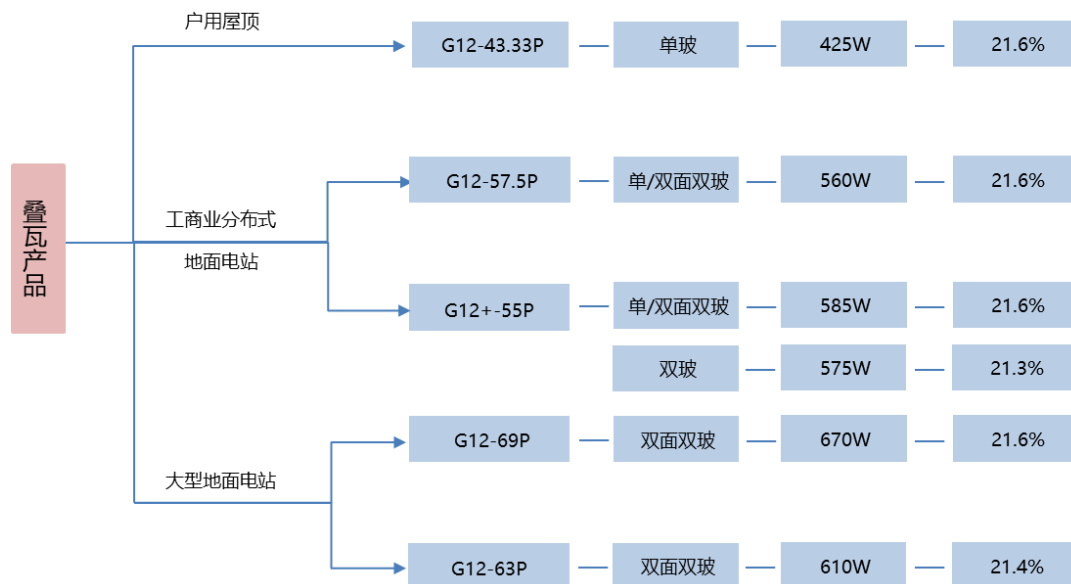 户用屋顶
G12-43.33P
单玻
425W
21.6%
叠瓦产品
工商业分布式
地面电站
G12-57.5P
单/双面双玻
560W
21.6%
G12+-55P
单/双面双玻
585W
21.6%
双玻
575W
21.3%
大型地面电站
G12-69P
双面双玻
670W
21.6%
G12-63P
双面双玻
610W
21.4%